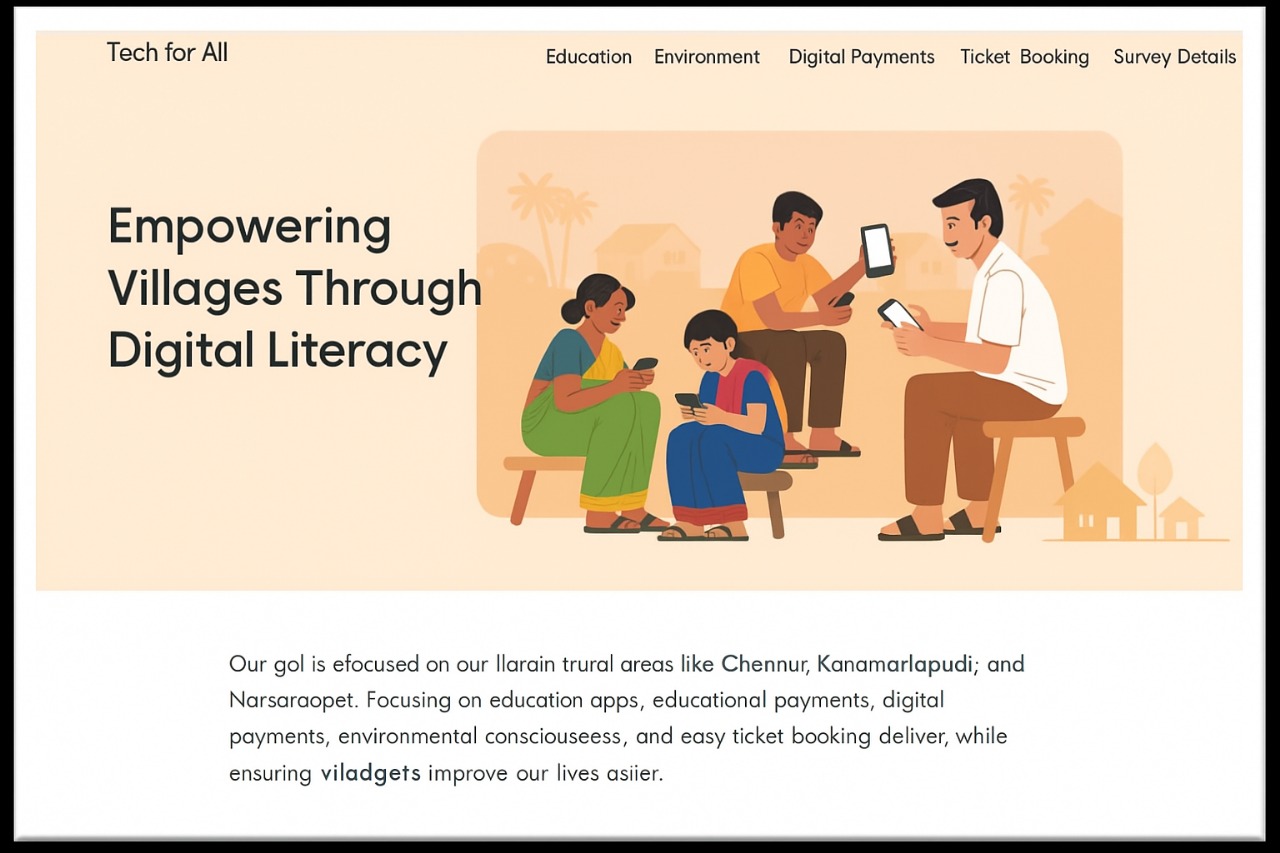 Tech for All
Education Environment Digital Payments Ticket Booking Survey Details
Empowering
Villages Through
Digital Literacy
Our gol is efocused on our llarain trural areas like Chennur, Kanamarlapudi; and
Narsaraopet. Focusing on education apps, educational payments, digital
payments, environmental consciouseess, and easy ticket booking deliver, while
ensuring viladgets improve our lives asiier.